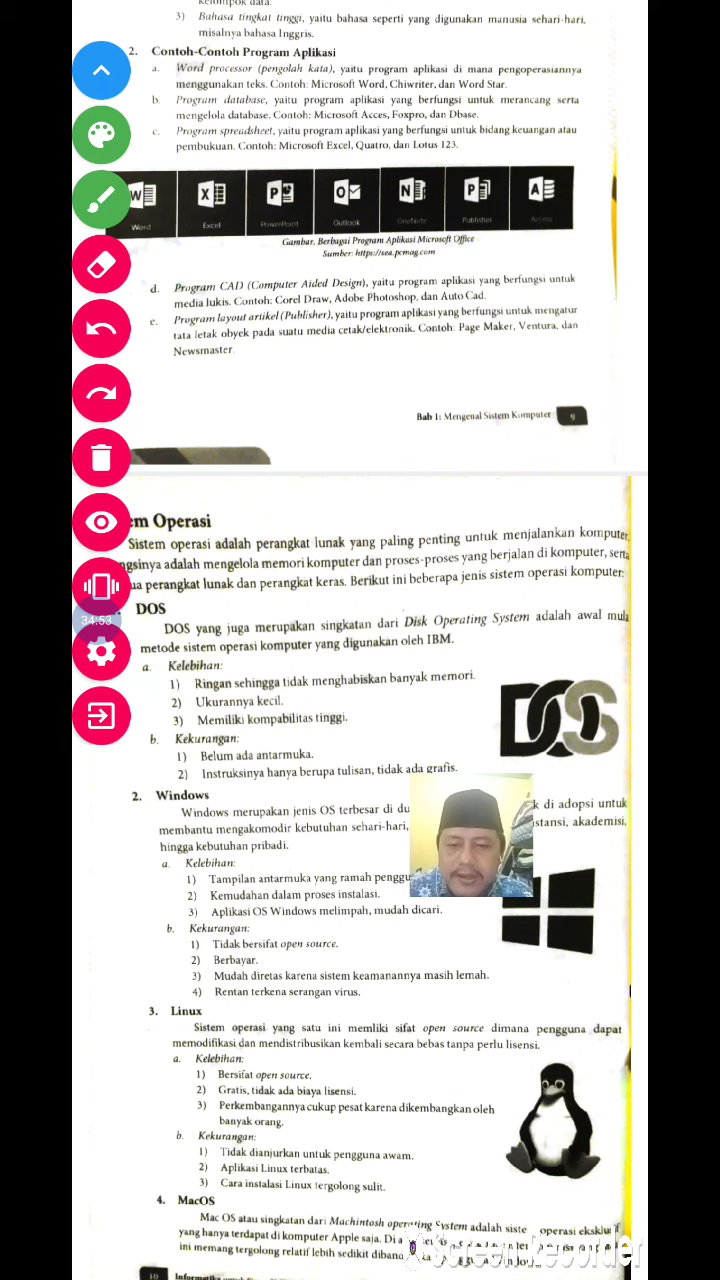 kelompok data.
3) Bahasa tingkat tinggi, yaitu bahasa seperti yang digunakan manusia sehari-hari,
misalnya bahasa Inggris.
2. Contoh-Contoh Program Aplikasi
a. Word processor (pengolah kata), yaitu program aplikasi di mana pengoperasiannya
menggunakan teks. Contoh: Microsoft Word, Chiwriter, dan Word Star.
b. Program database, yaitu program aplikasi yang berfungsi untuk merancang serta
mengelola database. Contoh: Microsoft Acces, Foxpro, dan Dbase.
c. Program spreadsheet, yaitu program aplikasi yang berfungsi untuk bidang keuangan atau
pembukuan. Contoh: Microsoft Excel, Quatro, dan Lotus 123.
W X P O N P A
Word Excel PowerPoint Outlook OneNote Publisher Access
Gambar. Berbagai Program Aplikasi Microsoft Office
Sumber: https://sea.pcmag.com
d. Program CAD (Computer Aided Design), yaitu program aplikasi yang berfungsi untuk
media lukis. Contoh: Corel Draw, Adobe Photoshop, dan Auto Cad.
e. Program layout artikel (Publisher), yaitu program aplikasi yang berfungsi untuk mengatur
tata letak obyek pada suatu media cetak/elektronik. Contoh: Page Maker, Ventura, dan
Newsmaster.
Bab 1: Mengenal Sistem Komputer 9
em Operasi
Sistem operasi adalah perangkat lunak yang paling penting untuk menjalankan komputer,
ngsinya adalah mengelola memori komputer dan proses-proses yang berjalan di komputer, serta
ua perangkat lunak dan perangkat keras. Berikut ini beberapa jenis sistem operasi komputer:
34:53
DOS
DOS yang juga merupakan singkatan dari Disk Operating System adalah awal mula
metode sistem operasi komputer yang digunakan oleh IBM.
a. Kelebihan:
1) Ringan sehingga tidak menghabiskan banyak memori.
2) Ukurannya kecil.
3) Memiliki kompabilitas tinggi.
DOS
b. Kekurangan:
1) Belum ada antarmuka.
2) Instruksinya hanya berupa tulisan, tidak ada grafis.
2. Windows
Windows merupakan jenis OS terbesar di du k di adopsi untuk
membantu mengakomodir kebutuhan sehari-hari, stansi, akademisi,
hingga kebutuhan pribadi.
a. Kelebihan:
1) Tampilan antarmuka yang ramah penggu
2) Kemudahan dalam proses instalasi.
3) Aplikasi OS Windows melimpah, mudah dicari.
b. Kekurangan:
1) Tidak bersifat open source.
2) Berbayar.
3) Mudah diretas karena sistem keamanannya masih lemah.
4) Rentan terkena serangan virus.
3. Linux
Sistem operasi yang satu ini memliki sifat open source dimana pengguna dapat
memodifikasi dan mendistribusikan kembali secara bebas tanpa perlu lisensi.
a. Kelebihan:
1) Bersifat open source.
2) Gratis, tidak ada biaya lisensi.
3) Perkembangannya cukup pesat karena dikembangkan oleh
banyak orang.
b. Kekurangan:
1) Tidak dianjurkan untuk pengguna awam.
2) Aplikasi Linux terbatas.
3) Cara instalasi Linux tergolong sulit.
4. MacOS
Mac OS atau singkatan dari Machintosh operating System adalah siste operasi eksklusif
yang hanya terdapat di komputer Apple saja. Di a
ini memang tergolong relatif lebih sedikit diband
Screen Recorder
10 Informatika